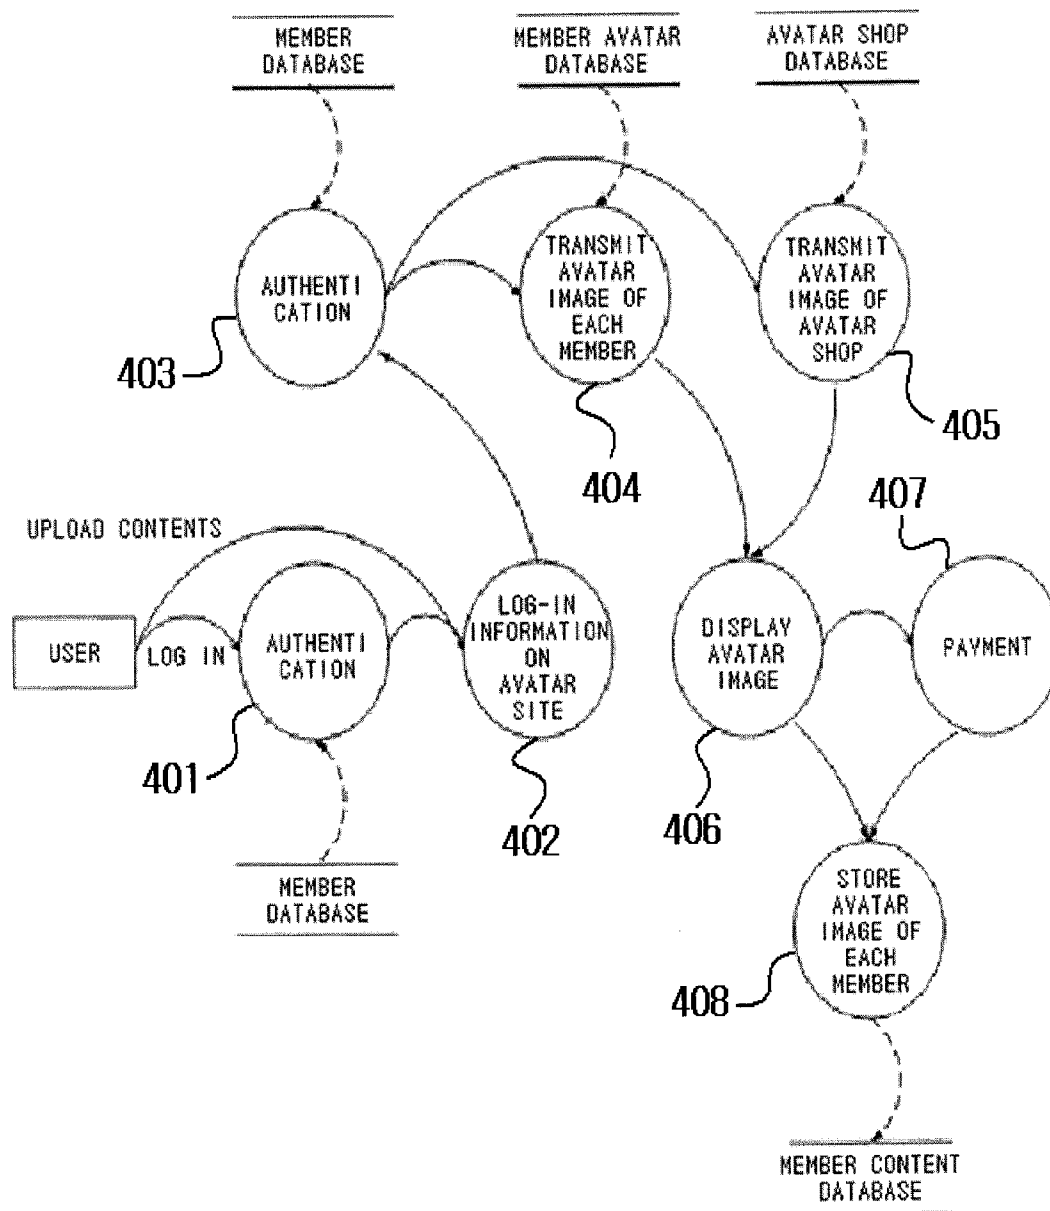 MEMBER
DATABASE
MEMBER AVATAR
DATABASE
AVATAR SHOP
DATABASE
AUTHENTI
CATION
403
TRANSMIT
AVATAR
IMAGE OF
EACH
MEMBER
404
TRANSMIT
AVATAR
IMAGE OF
AVATAR
SHOP
405
UPLOAD CONTENTS
USER
LOG IN
AUTHENTI
CATION
401
LOG-IN
INFORMATION
ON
AVATAR
SITE
402
DISPLAY
AVATAR
IMAGE
406
407
PAYMENT
MEMBER
DATABASE
STORE
AVATAR
IMAGE OF
EACH
MEMBER
408
MEMBER CONTENT
DATABASE